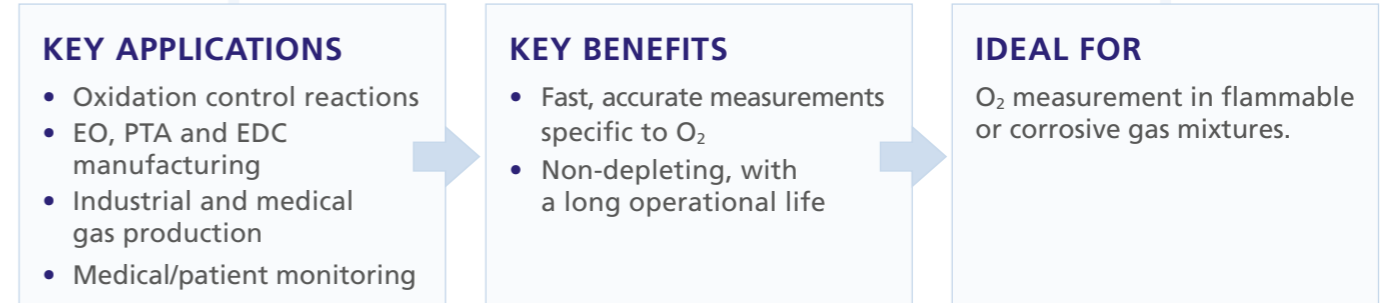 KEY APPLICATIONS
• Oxidation control reactions
• EO, PTA and EDC
manufacturing
• Industrial and medical
gas production
• Medical/patient monitoring
KEY BENEFITS
• Fast, accurate measurements
specific to O₂
• Non-depleting, with
a long operational life
IDEAL FOR
O₂ measurement in flammable
or corrosive gas mixtures.